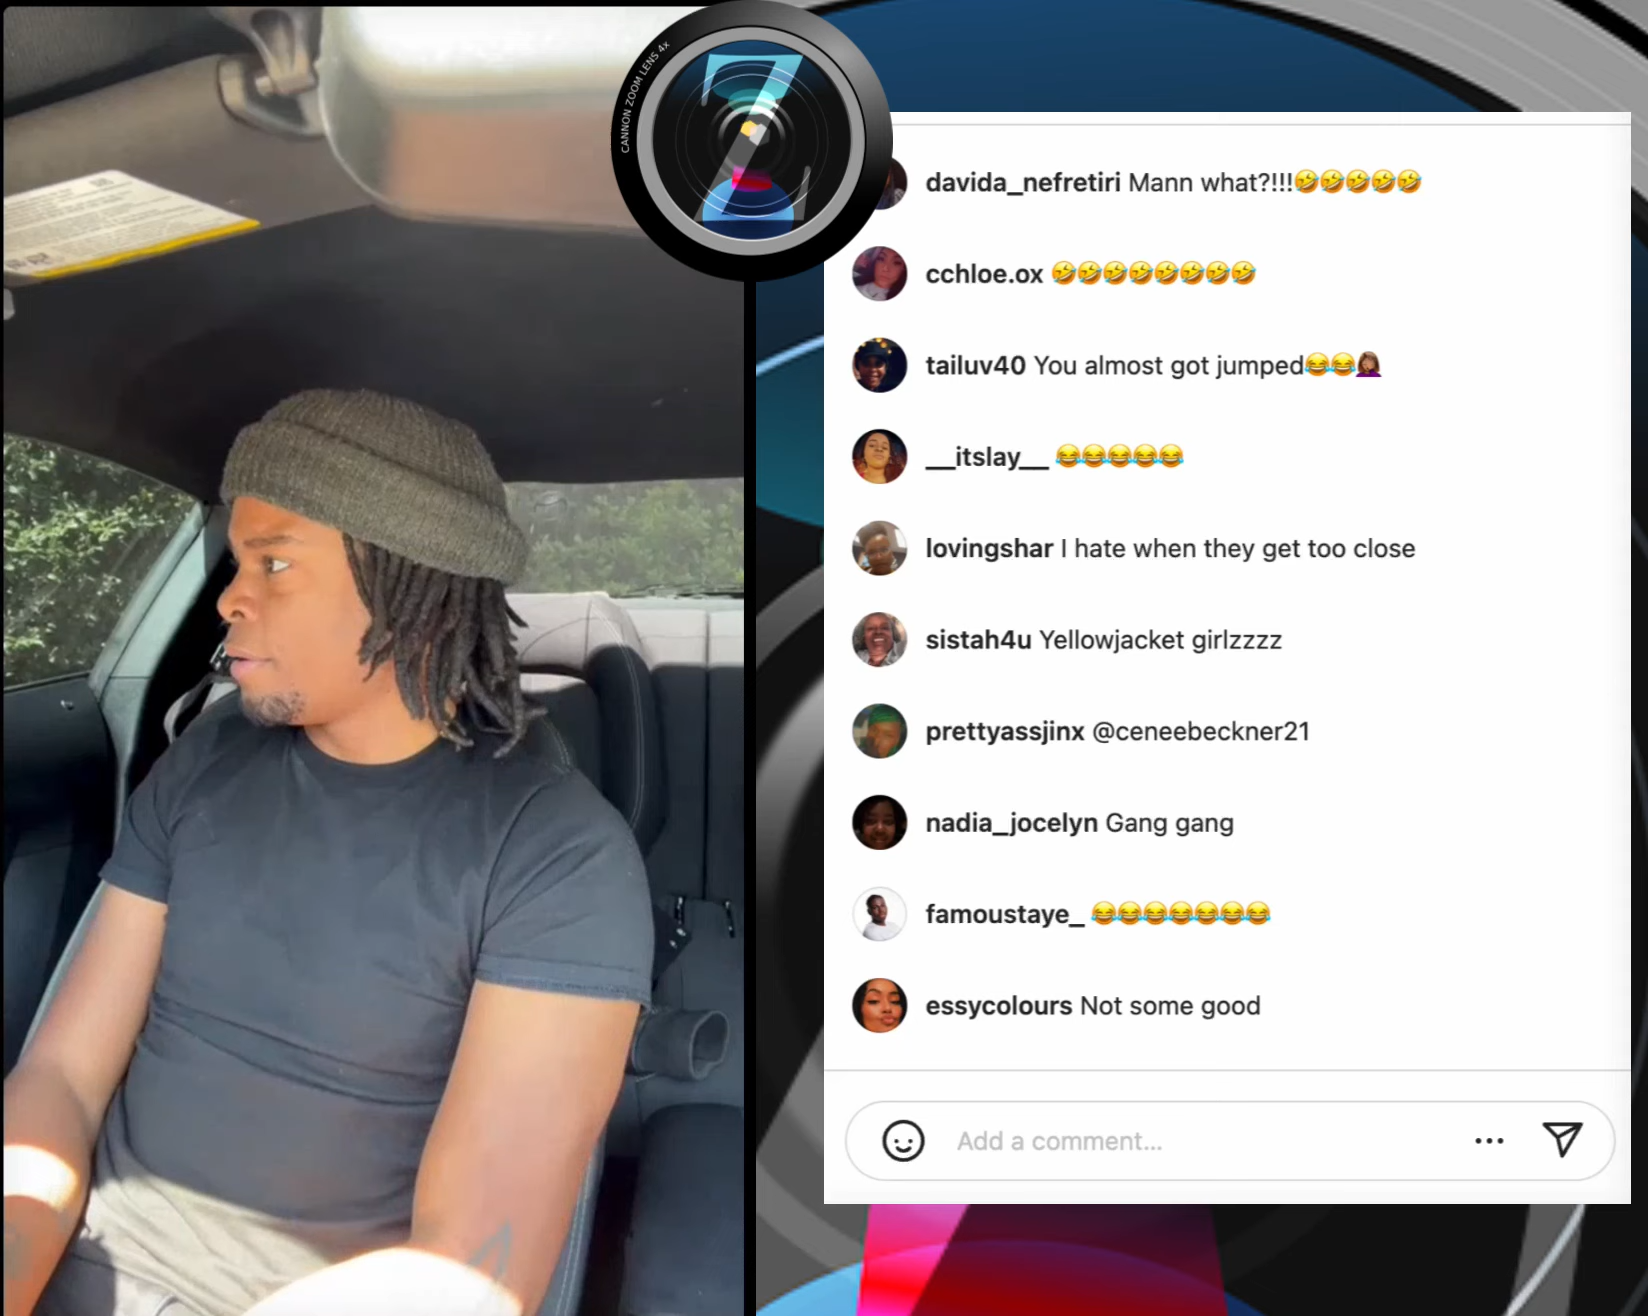 CANNON ZOOM LENS 4x
Z
davida_nefretiri Mann what?!!!🤣🤣🤣🤣🤣
cchloe.ox 🤣🤣🤣🤣🤣🤣🤣🤣
tailuv40 You almost got jumped😂😂🤦🏽‍♀️
__itslay__ 😂😂😂😂😂
lovingshar I hate when they get too close
sistah4u Yellowjacket girlzzzz
prettyassjinx @ceneebeckner21
nadia_jocelyn Gang gang
famoustaye_ 😂😂😂😂😂😂😂
essycolours Not some good
Add a comment...